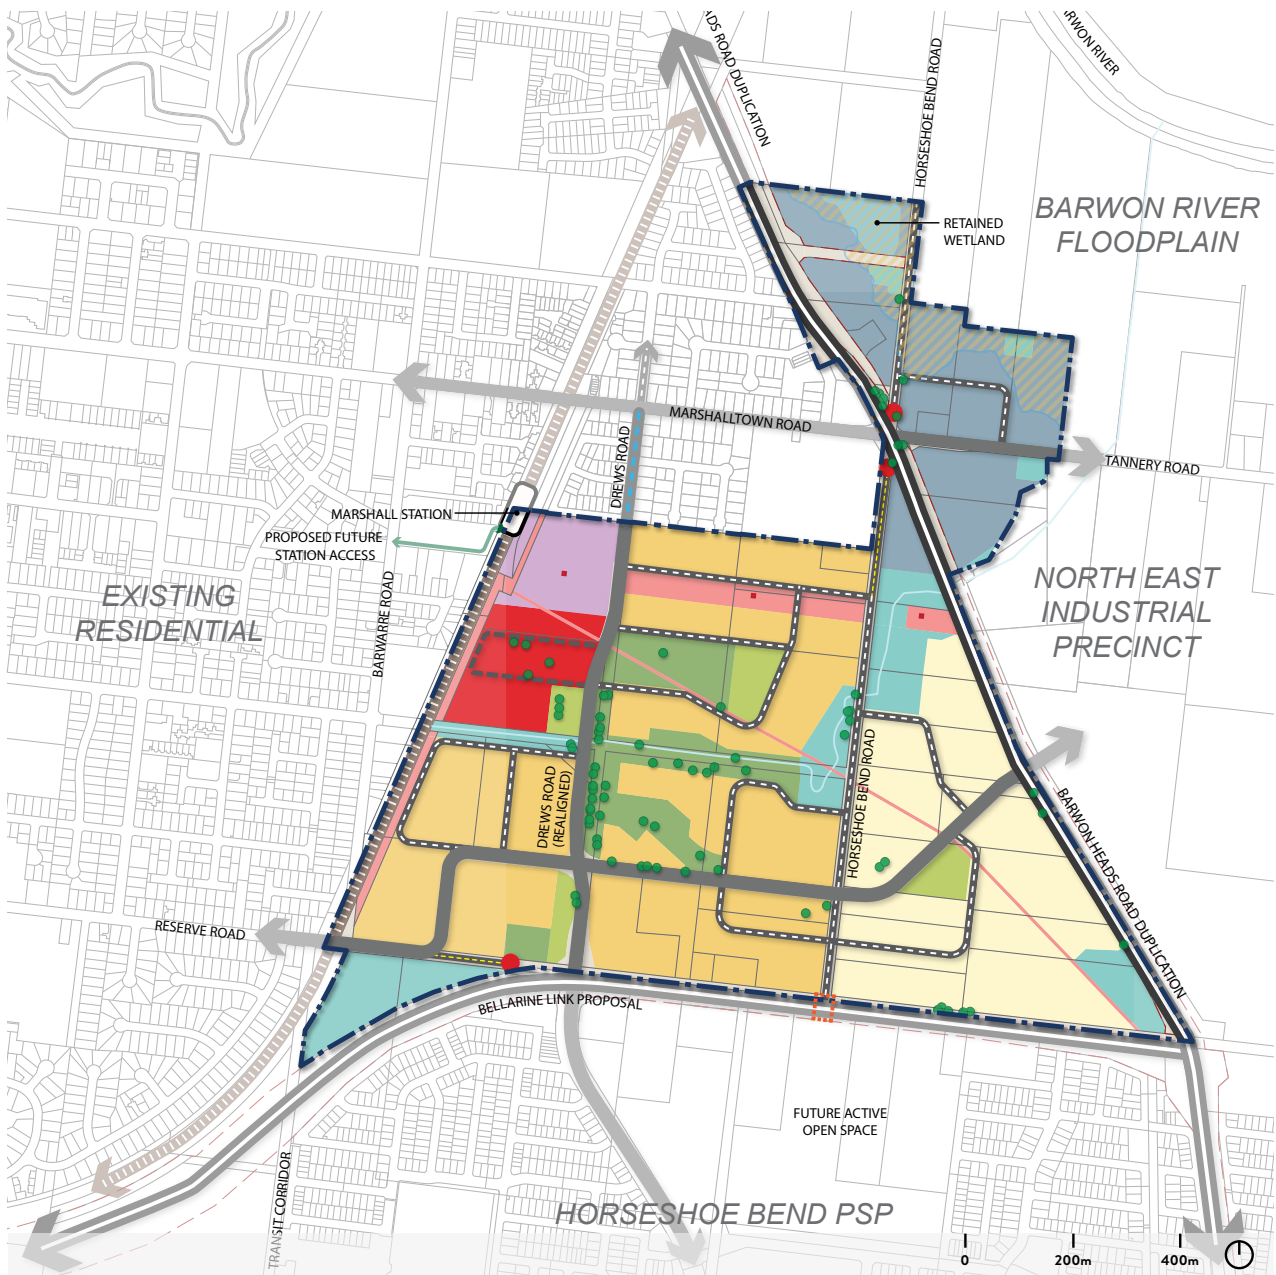 ADS ROAD DUPLICATION
HORSESHOE BEND ROAD
RWON RIVER
BARWON RIVER
FLOODPLAIN
RETAINED
WETLAND
MARSHALLTOWN ROAD
DREWS ROAD
TANNERY ROAD
MARSHALL STATION
PROPOSED FUTURE
STATION ACCESS
EXISTING
RESIDENTIAL
BARWARRE ROAD
NORTH EAST
INDUSTRIAL
PRECINCT
DREWS ROAD
(REALIGNED)
HORSESHOE BEND ROAD
BARWON HEADS ROAD DUPLICATION
RESERVE ROAD
BELLARINE LINK PROPOSAL
FUTURE ACTIVE
OPEN SPACE
TRANSIT CORRIDOR
HORSESHOE BEND PSP
0 200m 400m